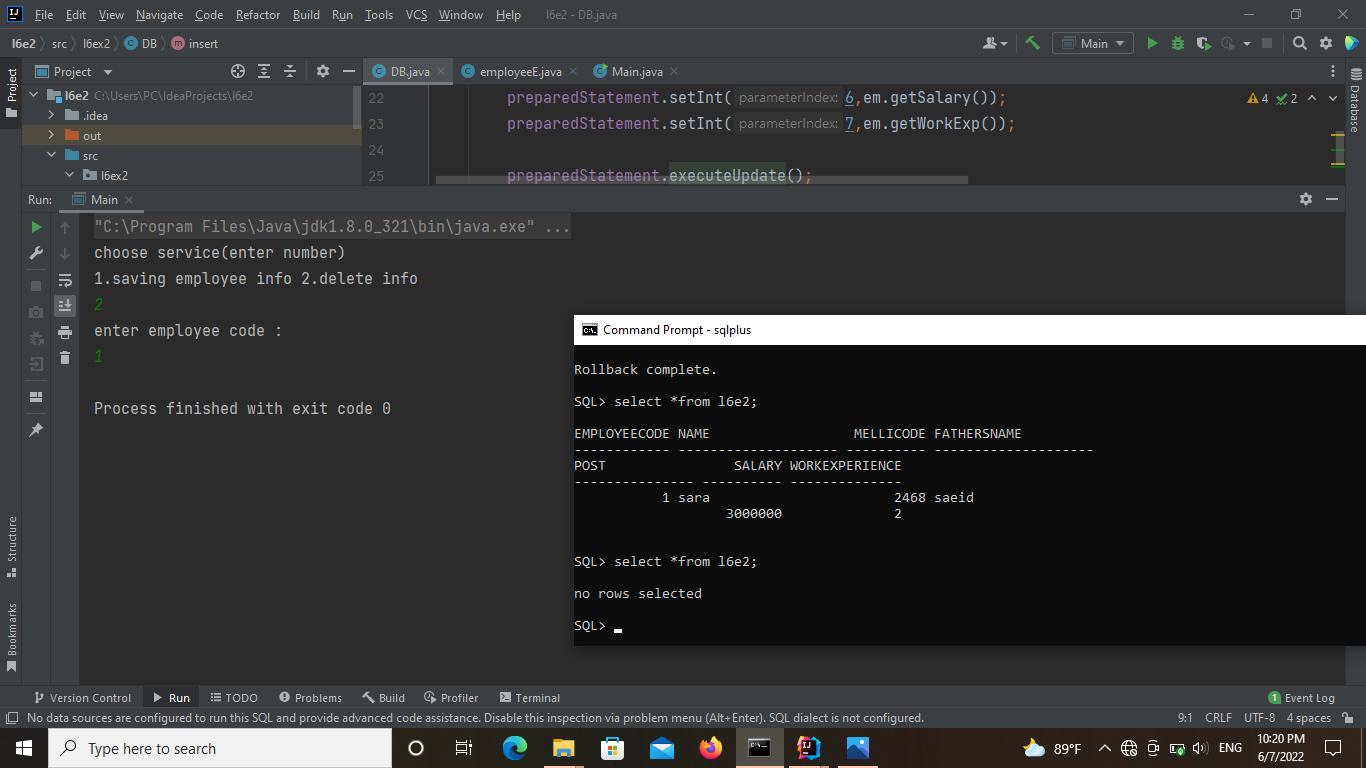 File Edit View Navigate Code Refactor Build Run Tools VCS Window Help l6e2 - DB.java
l6e2 src l6ex2 DB insert Main
Project DB.java employeeE.java Main.java
Project
l6e2 C:\Users\PC\IdeaProjects\l6e2
.idea
out
src
l6ex2
22 preparedStatement.setInt( parameterIndex: 6,em.getSalary());
23 preparedStatement.setInt( parameterIndex: 7,em.getWorkExp());
24
25 preparedStatement.executeUpdate();
4 2
Database
Run: Main
"C:\Program Files\Java\jdk1.8.0_321\bin\java.exe" ...
choose service(enter number)
1.saving employee info 2.delete info
2
enter employee code :
1
Process finished with exit code 0
Structure
Bookmarks
Command Prompt - sqlplus
Rollback complete.
SQL> select *from l6e2;
EMPLOYEECODE NAME MELLICODE FATHERSNAME
------------ -------------------- ---------- --------------------
POST SALARY WORKEXPERIENCE
--------------- ---------- --------------
1 sara 2468 saeid
3000000 2
SQL> select *from l6e2;
no rows selected
SQL> _
Version Control Run TODO Problems Build Profiler Terminal 1 Event Log
No data sources are configured to run this SQL and provide advanced code assistance. Disable this inspection via problem menu (Alt+Enter). SQL dialect is not configured. 9:1 CRLF UTF-8 4 spaces
Type here to search 89°F ENG 10:20 PM
6/7/2022